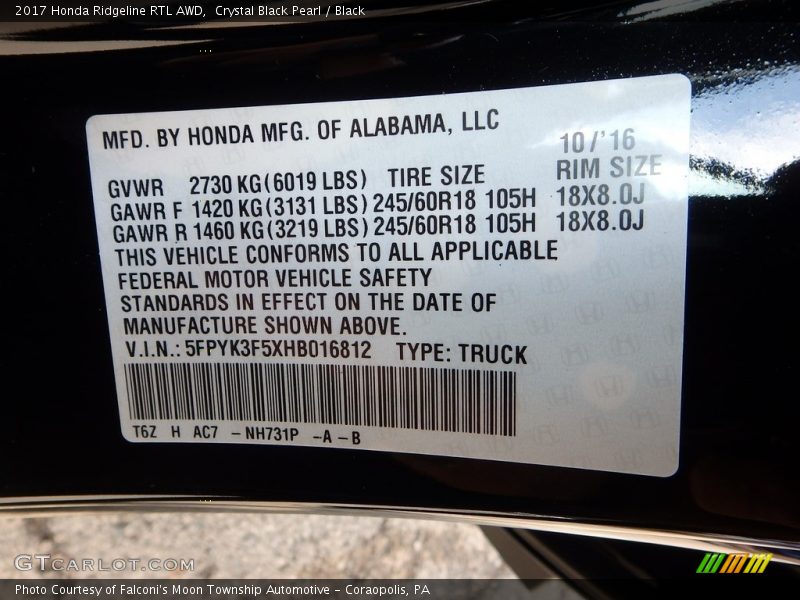 2017 Honda Ridgeline RTL AWD, Crystal Black Pearl / Black
MFD. BY HONDA MFG. OF ALABAMA, LLC 10/'16
GVWR 2730 KG (6019 LBS) TIRE SIZE RIM SIZE
GAWR F 1420 KG (3131 LBS) 245/60R18 105H 18X8.0J
GAWR R 1460 KG (3219 LBS) 245/60R18 105H 18X8.0J
THIS VEHICLE CONFORMS TO ALL APPLICABLE
FEDERAL MOTOR VEHICLE SAFETY
STANDARDS IN EFFECT ON THE DATE OF
MANUFACTURE SHOWN ABOVE.
V.I.N.: 5FPYK3F5XHB016812 TYPE: TRUCK
T6Z H AC7 – NH731P –A – B
GTCARLOT.COM
Photo Courtesy of Falconi's Moon Township Automotive – Coraopolis, PA